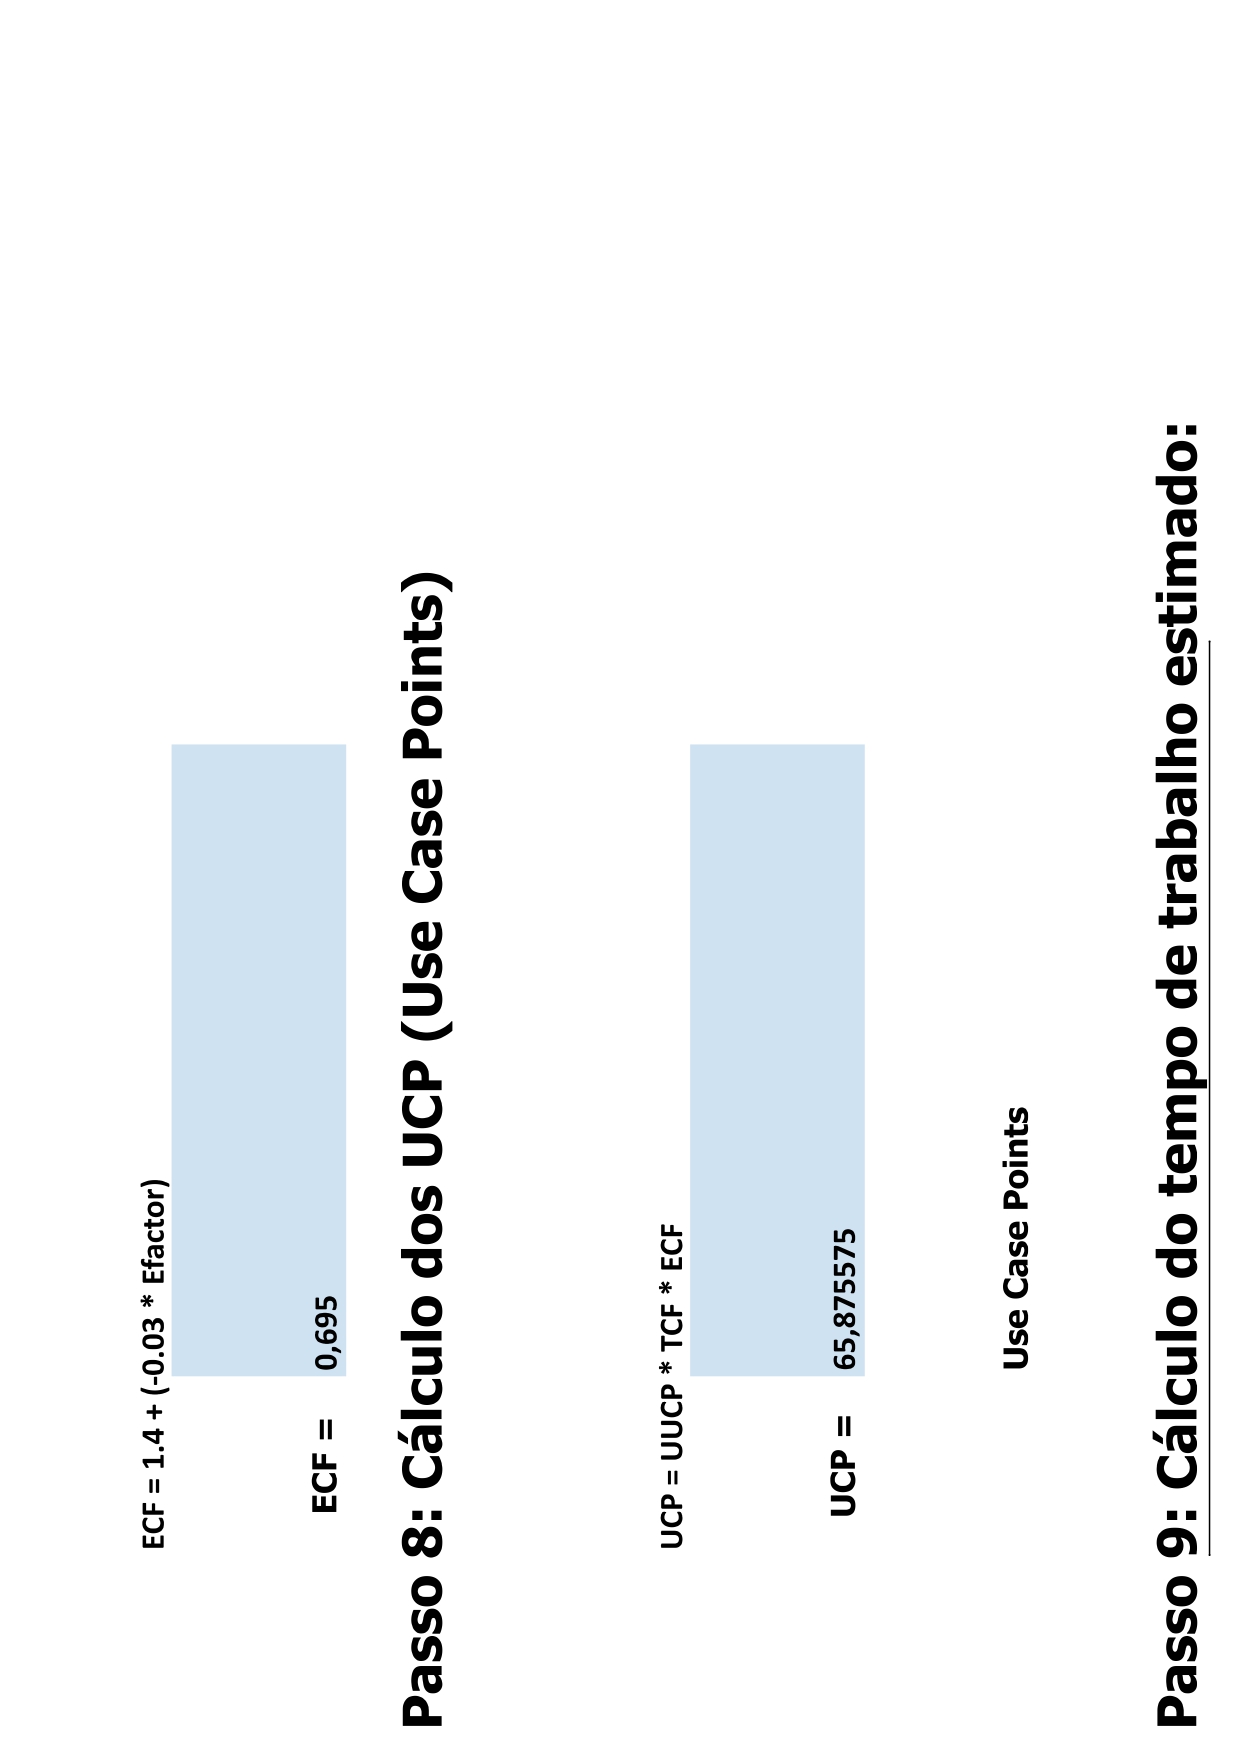 ECF = 1.4 + (-0.03 * Efactor)
ECF = 0,695
Passo 8: Cálculo dos UCP (Use Case Points)
UCP = UUCP * TCF * ECF
UCP = 65,875575
Use Case Points
Passo 9: Cálculo do tempo de trabalho estimado: